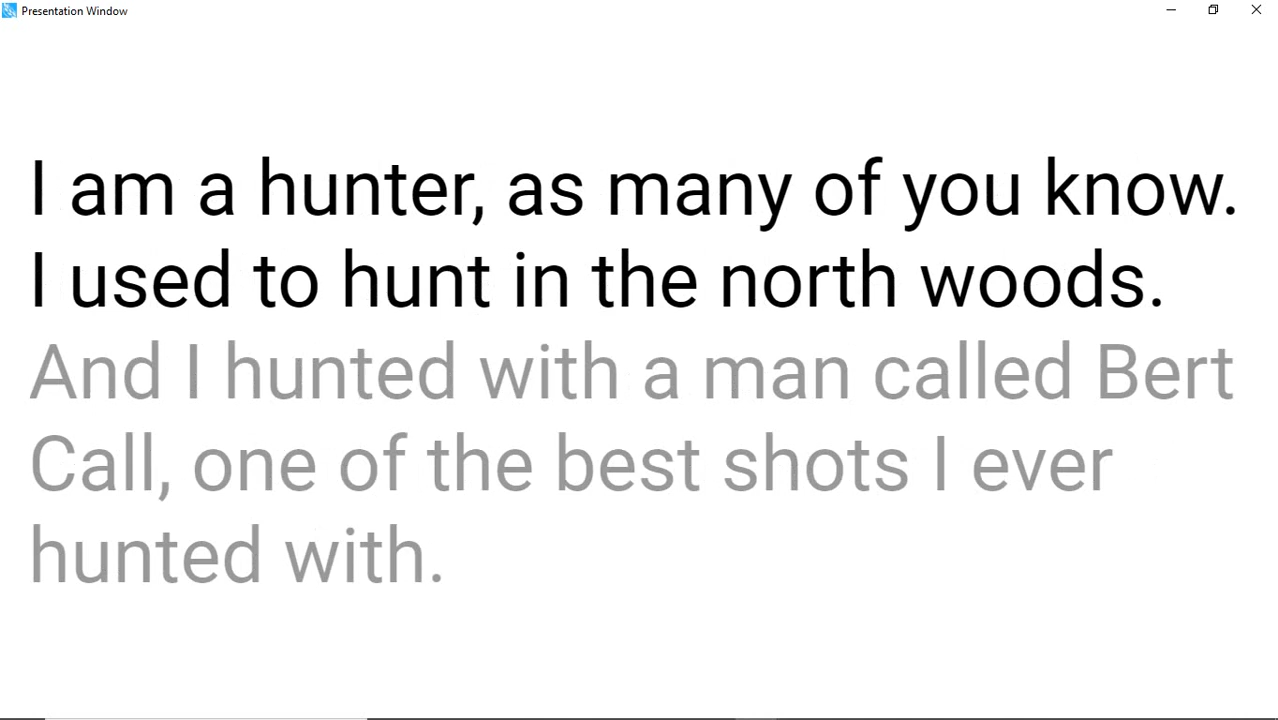 Presentation Window
I am a hunter, as many of you know.
I used to hunt in the north woods.
And I hunted with a man called Bert
Call, one of the best shots I ever
hunted with.